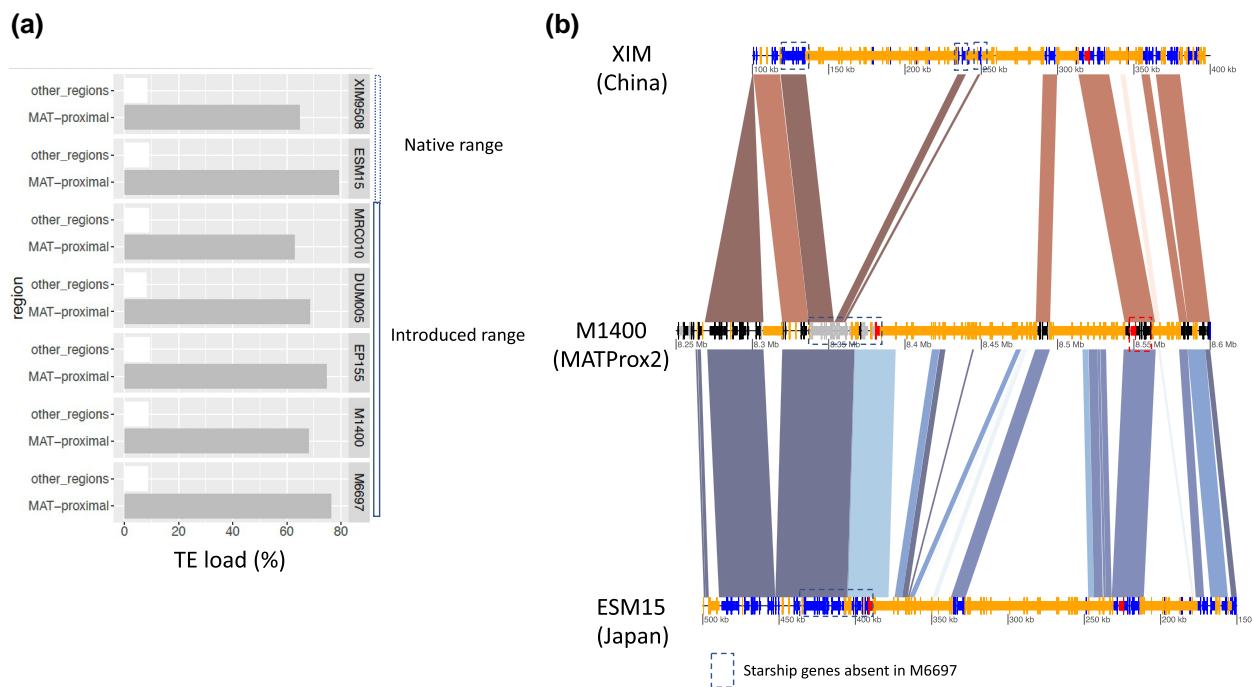 (a)
other_regions
MAT-proximal
XIM9508
other_regions
MAT-proximal
ESM15
other_regions
MAT-proximal
MRC010
other_regions
MAT-proximal
DUM005
other_regions
MAT-proximal
EP155
other_regions
MAT-proximal
M1400
other_regions
MAT-proximal
M6697
region
0 20 40 60 80
TE load (%)
Native range
Introduced range
(b)
XIM
(China)
100 kb 150 kb 200 kb 250 kb 300 kb 350 kb 400 kb
M1400
(MATProx2)
8.25 Mb 8.3 Mb 8.35 Mb 8.4 Mb 8.45 Mb 8.5 Mb 8.55 Mb 8.6 Mb
ESM15
(Japan)
500 kb 450 kb 400 kb 350 kb 300 kb 250 kb 200 kb 150
Starship genes absent in M6697